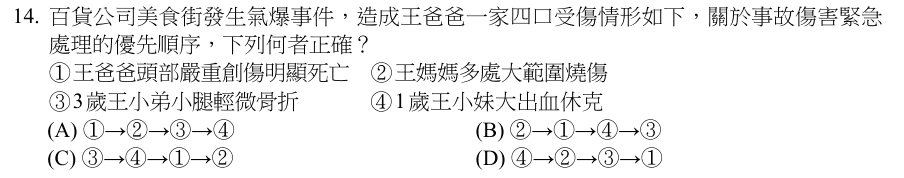 14. 百貨公司美食街發生氣爆事件，造成王爸爸一家四口受傷情形如下，關於事故傷害緊急
處理的優先順序，下列何者正確？
①王爸爸頭部嚴重創傷明顯死亡 ②王媽媽多處大範圍燒傷
③3歲王小弟小腿輕微骨折 ④1歲王小妹大出血休克
(A) ①→②→③→④ (B) ②→①→④→③
(C) ③→④→①→② (D) ④→②→③→①